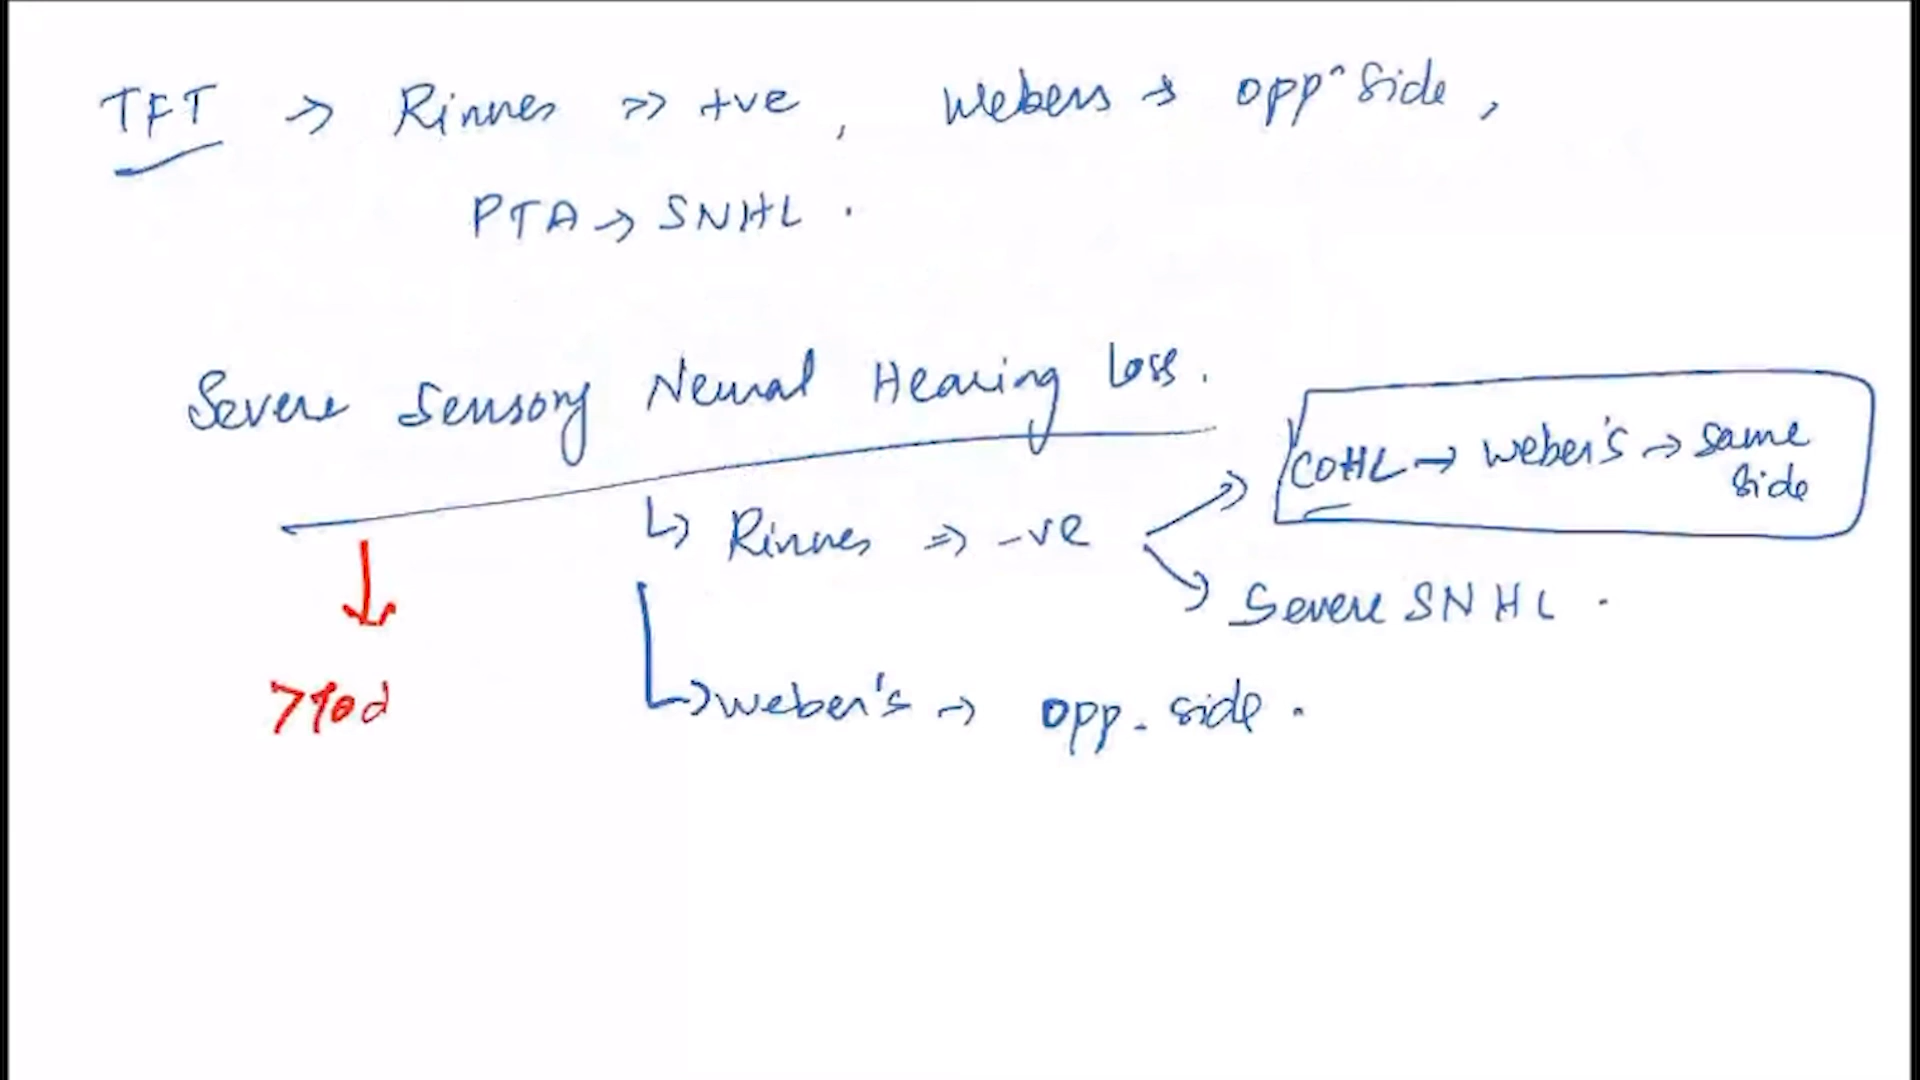 TFT → Rinnes => +ve, Webers → opp^n Side,
PTA → SNHL.
Severe Sensory Neural Hearing Loss.
COHL → Weber's → same side
↳ Rinnes => -ve
Severe SNHL.
↳ Weber's → opp. side.